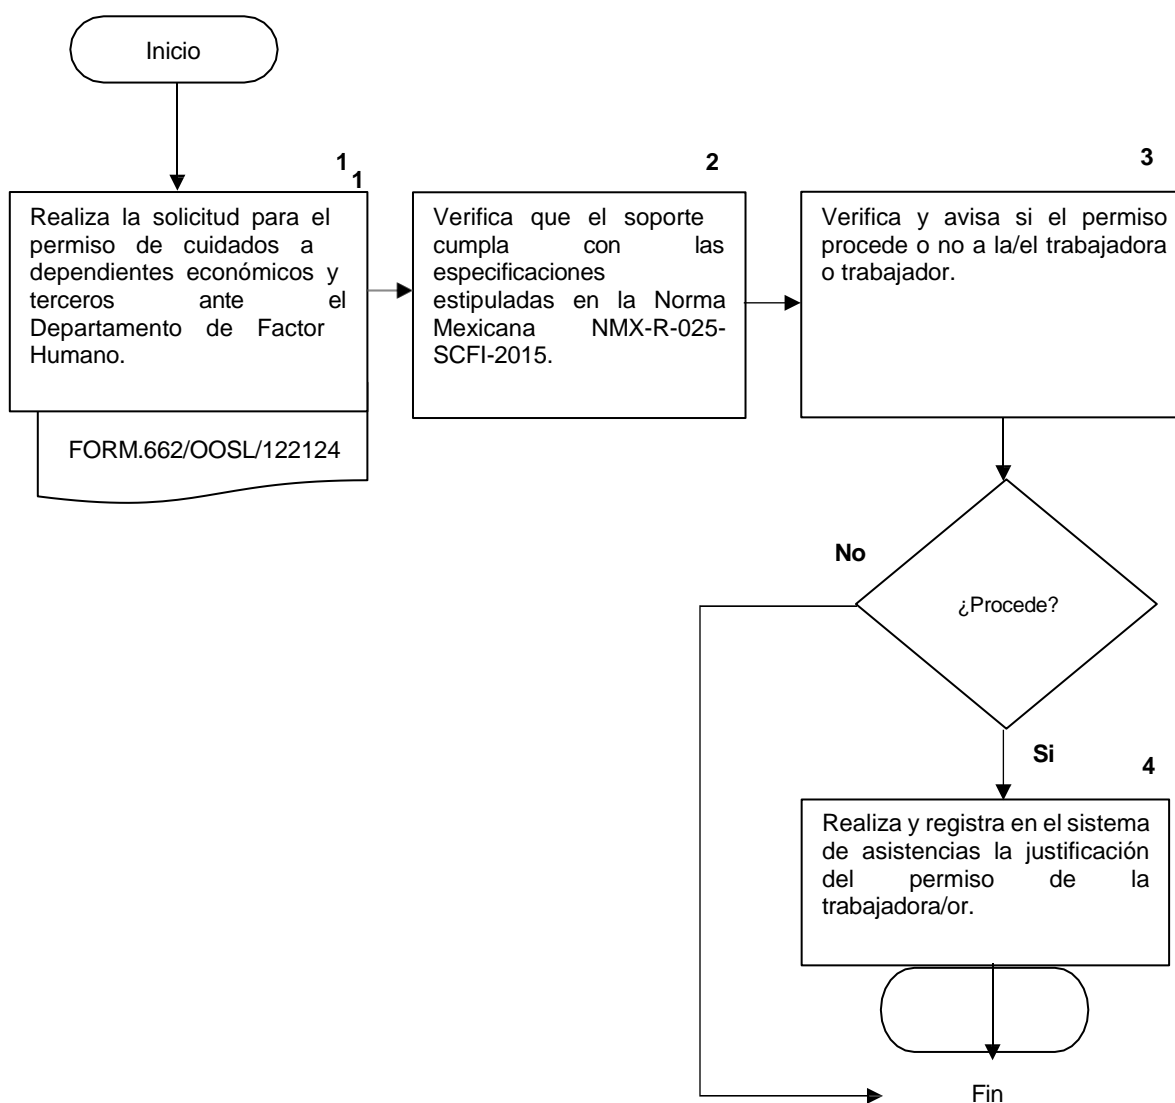 Inicio
1
1
Realiza la solicitud para el
permiso de cuidados a
dependientes económicos y
terceros ante el
Departamento de Factor
Humano.
FORM.662/OOSL/122124
2
Verifica que el soporte
cumpla con las
especificaciones
estipuladas en la Norma
Mexicana NMX-R-025-
SCFI-2015.
3
Verifica y avisa si el permiso
procede o no a la/el trabajadora
o trabajador.
No
¿Procede?
Si
4
Realiza y registra en el sistema
de asistencias la justificación
del permiso de la
trabajadora/or.
Fin